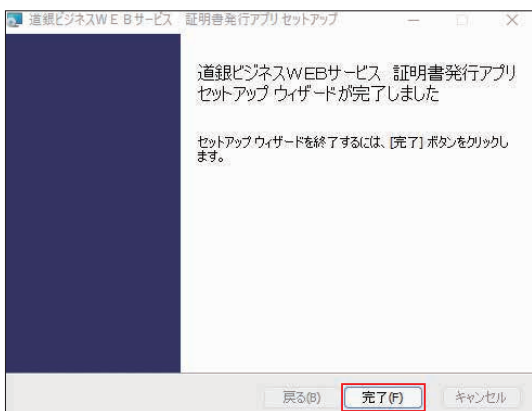 道銀ビジネスWEBサービス 証明書発行アプリ セットアップ
道銀ビジネスWEBサービス 証明書発行アプリ
セットアップ ウィザードが完了しました
セットアップ ウィザードを終了するには、[完了] ボタンをクリックし
ます。
戻る(B) 完了(F) キャンセル